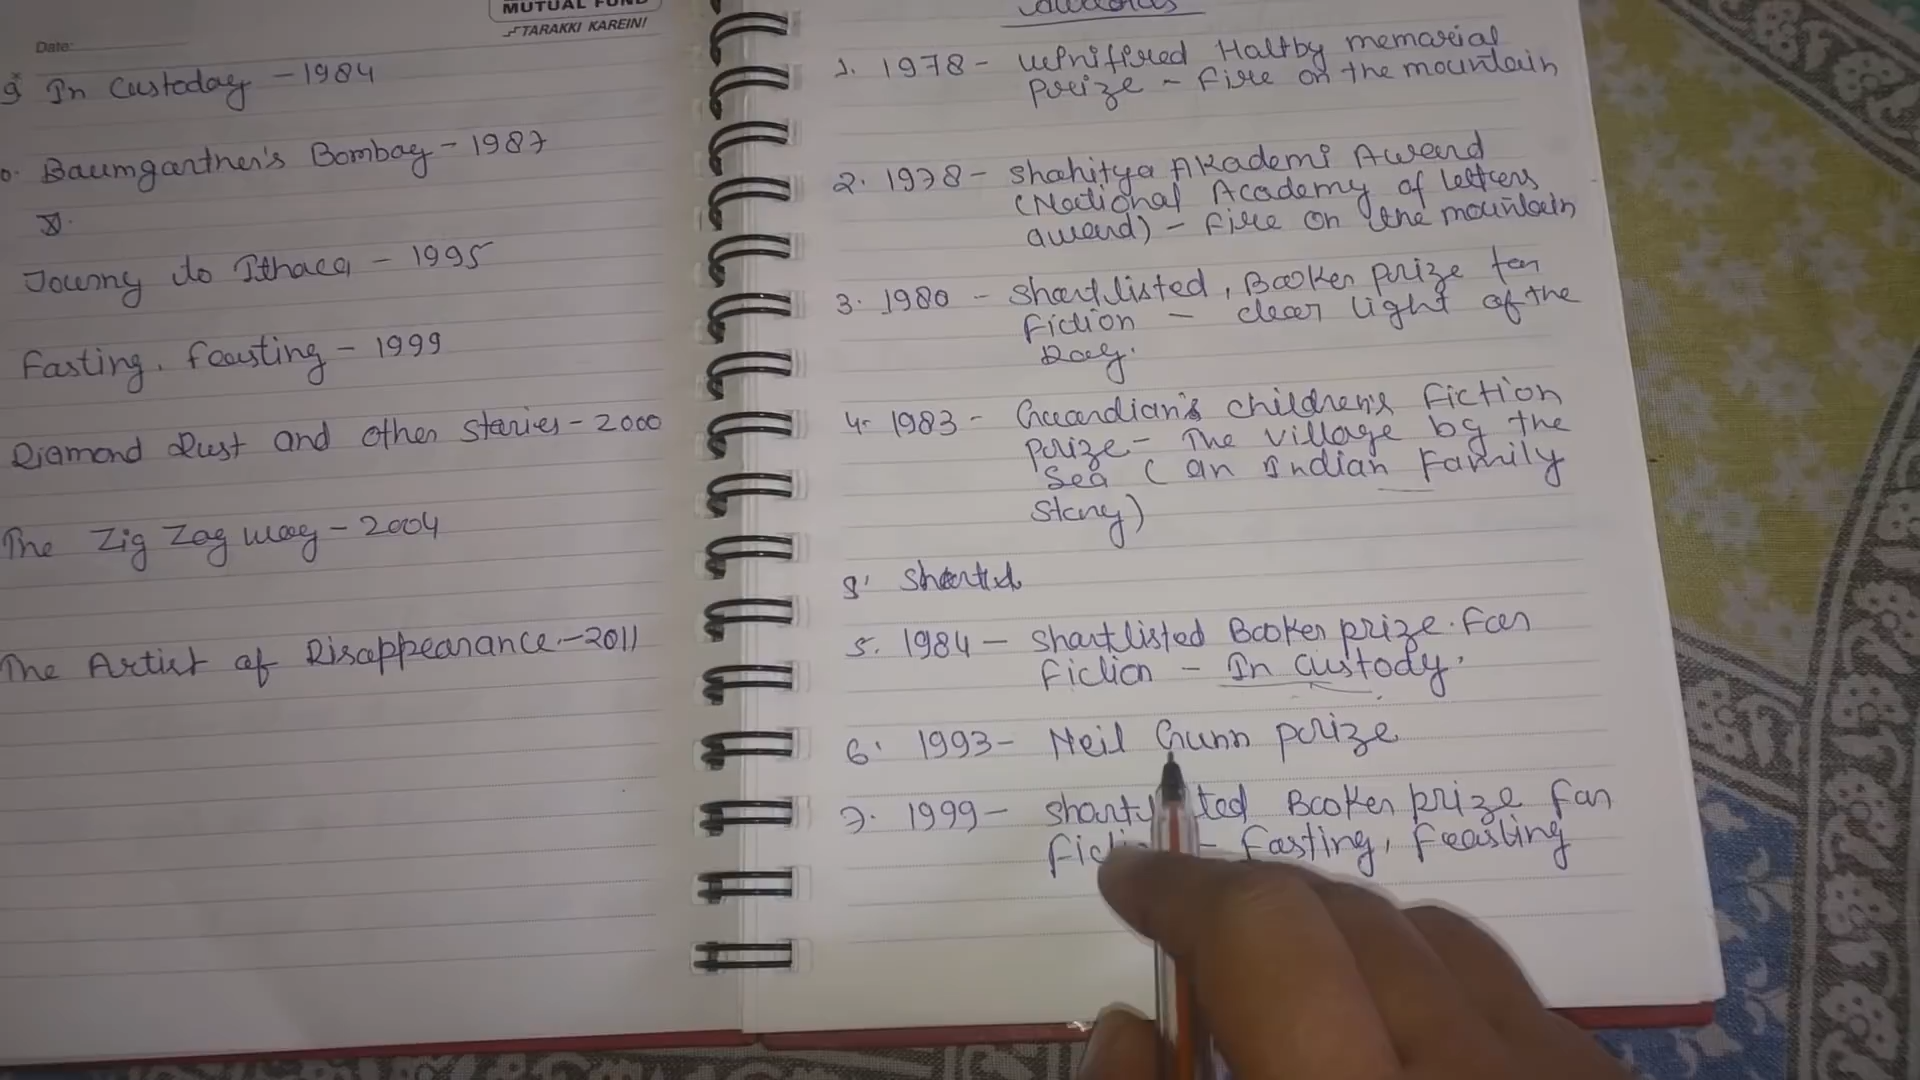 MUTUAL FUND
TARAKKI KAREIN!
Date:
9 In Custoday - 1984
0. Baumgartner's Bombay - 1987
Journy to Ithaca - 1995
Fasting, Feasting - 1999
Diamond Dust and other stories - 2000
The Zig Zag way - 2004
The Artist of Disappearance - 2011
Awards
1. 1978 - Winifired Haltby memorial
prize - Fire on the mountain
2. 1978 - Shahitya Akademi Award
(National Academy of letters
award) - Fire on the mountain
3. 1980 - Shortlisted, Booker prize for
Fiction - clear light of the
Day.
4. 1983 - Guardian's children's Fiction
prize - The village by the
Sea (an Indian Family
Story)
5. 1984 - Shortlisted Booker prize. For
Fiction - In Custody.
6. 1993 - Neil Gunn prize
7. 1999 - Shortlisted Booker prize For
Fiction - Fasting, Feasting